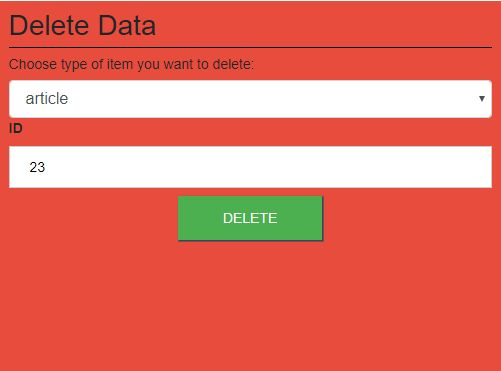 Delete Data
Choose type of item you want to delete:
article
ID
23
DELETE